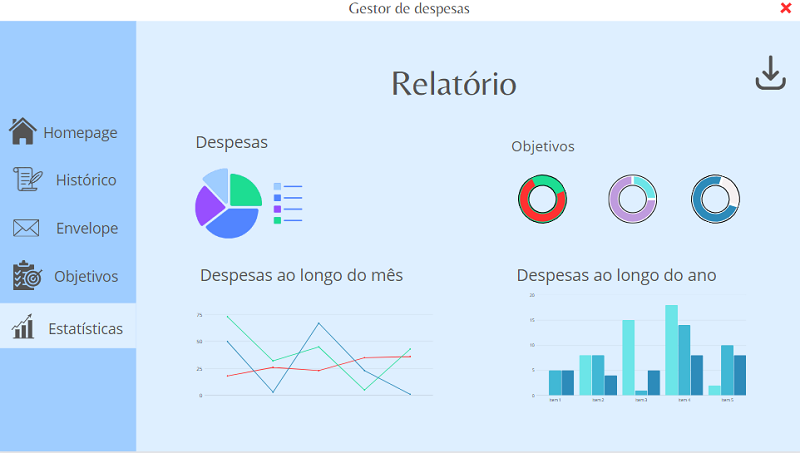 Gestor de despesas
Relatório
Homepage
Histórico
Envelope
Objetivos
Estatísticas
Despesas
Objetivos
Despesas ao longo do mês
75
50
25
0
Despesas ao longo do ano
20
15
10
5
0
Item 1 Item 2 Item 3 Item 4 Item 5